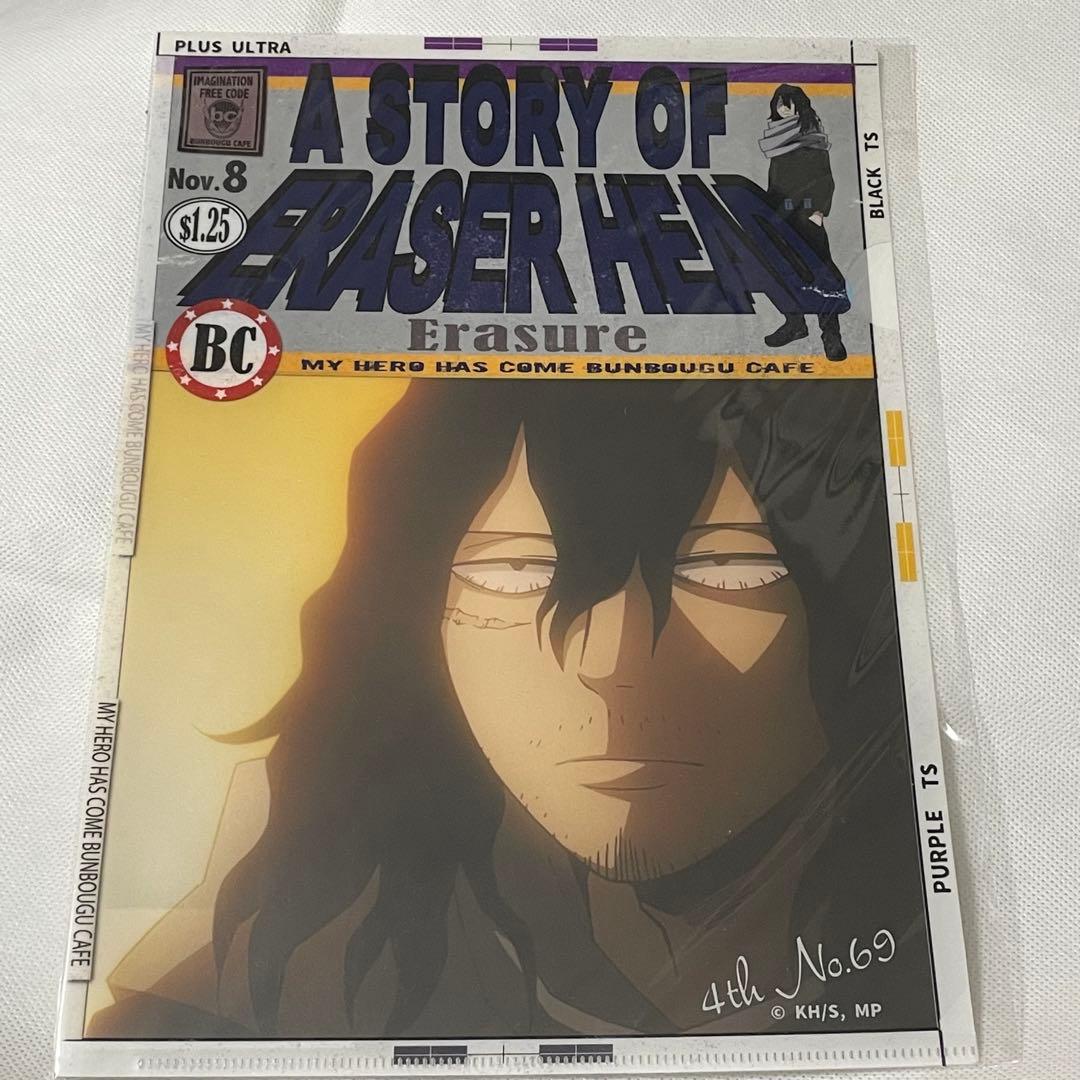 PLUS ULTRA
IMAGINATION
FREE CODE
bc
BUNBOUGU CAFE
A STORY OF
ERASER HEAD
Nov.8
$1.25
Erasure
BC
MY HERO HAS COME BUNBOUGU CAFE
BLACK TS
MY HERO HAS COME BUNBOUGU CAFE
MY HERO HAS COME BUNBOUGU CAFE
PURPLE TS
4th No.69
© KH/S, MP